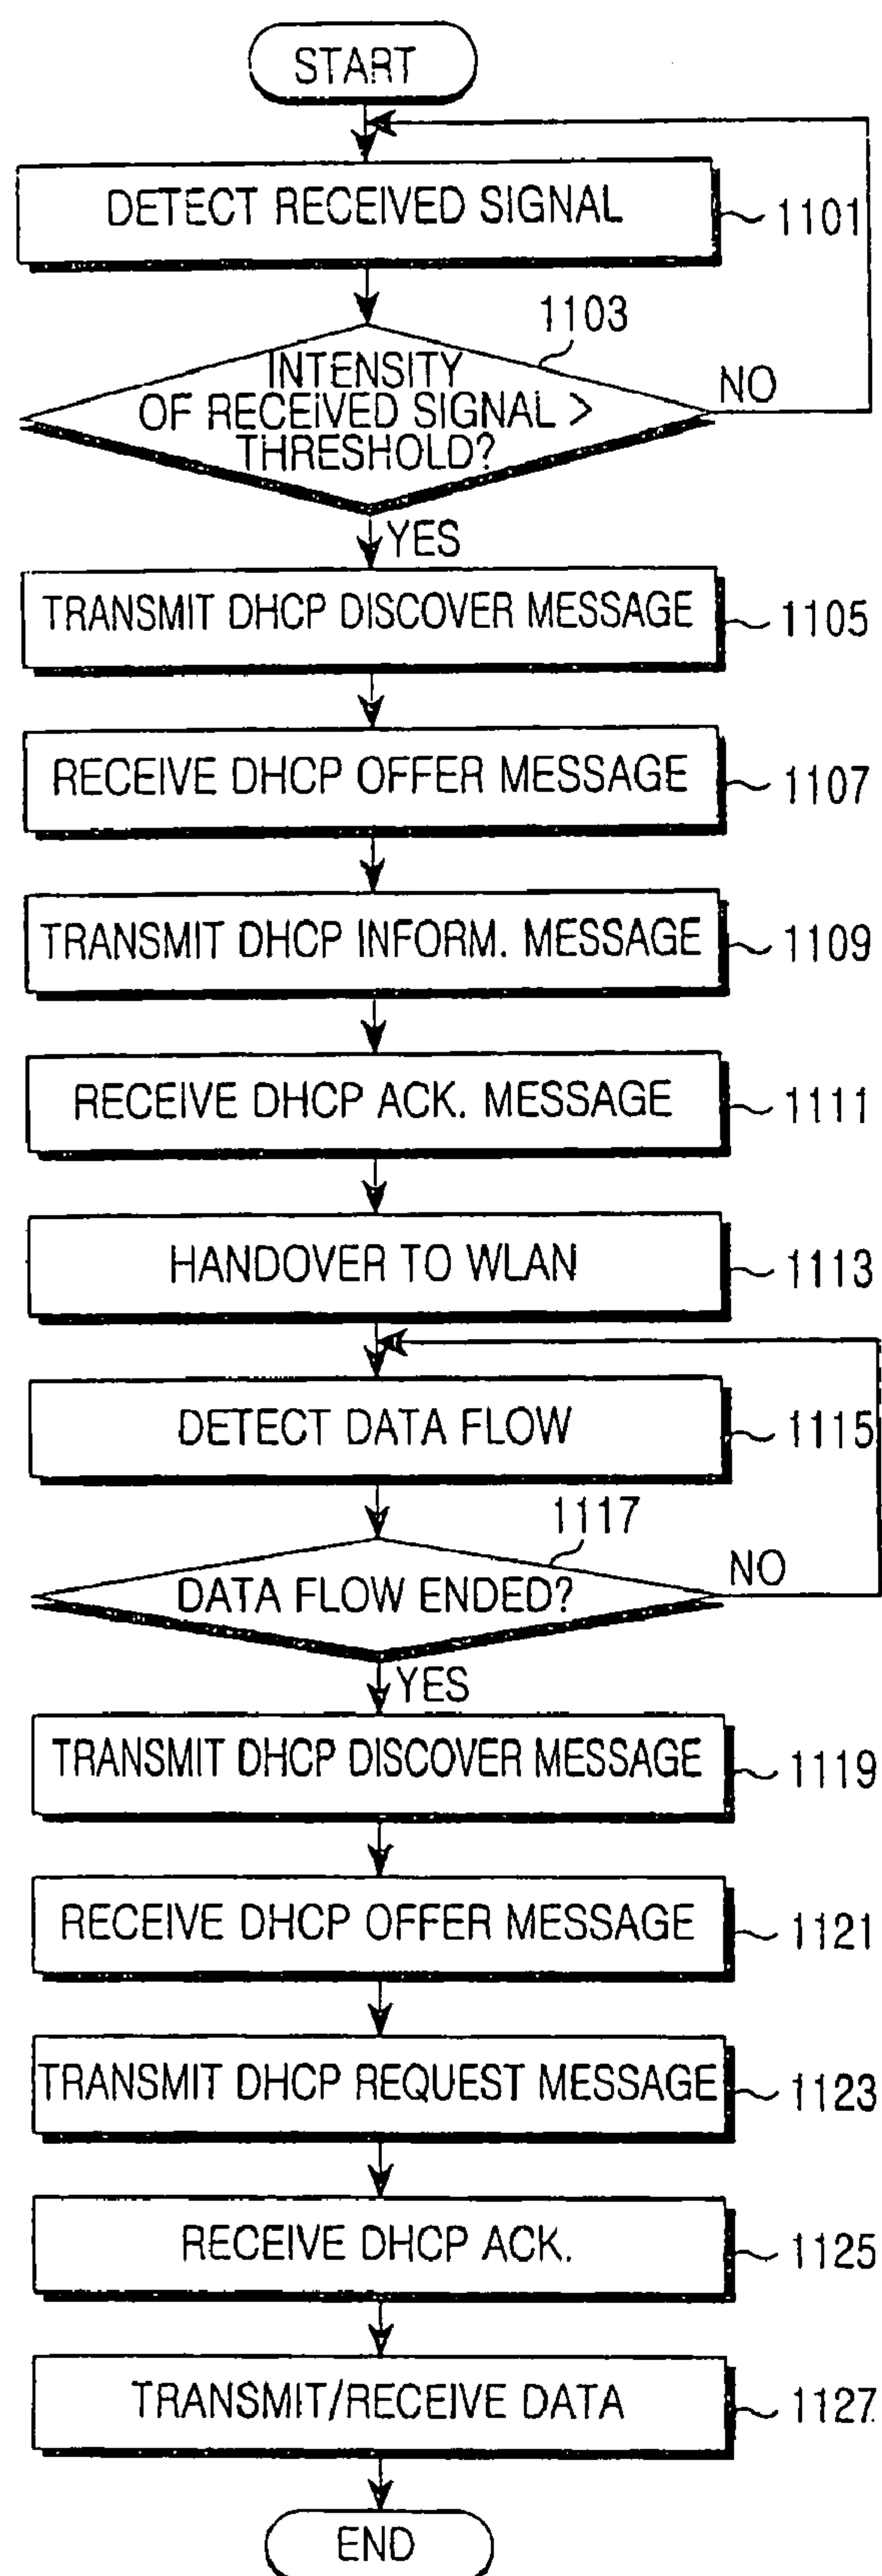 START
DETECT RECEIVED SIGNAL
1101
1103
INTENSITY
OF RECEIVED SIGNAL >
THRESHOLD?
NO
YES
TRANSMIT DHCP DISCOVER MESSAGE
1105
RECEIVE DHCP OFFER MESSAGE
1107
TRANSMIT DHCP INFORM. MESSAGE
1109
RECEIVE DHCP ACK. MESSAGE
1111
HANDOVER TO WLAN
1113
DETECT DATA FLOW
1115
1117
DATA FLOW ENDED?
NO
YES
TRANSMIT DHCP DISCOVER MESSAGE
1119
RECEIVE DHCP OFFER MESSAGE
1121
TRANSMIT DHCP REQUEST MESSAGE
1123
RECEIVE DHCP ACK.
1125
TRANSMIT/RECEIVE DATA
1127
END